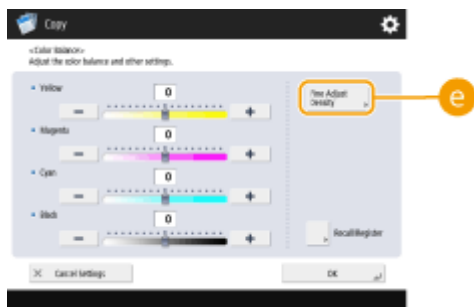 Copy
<Color Balance>
Adjust the color balance and other settings.
Yellow
0
Fine Adjust
Density
e
Magenta
0
Cyan
0
Black
0
Recall/Register
Cancel Settings
OK